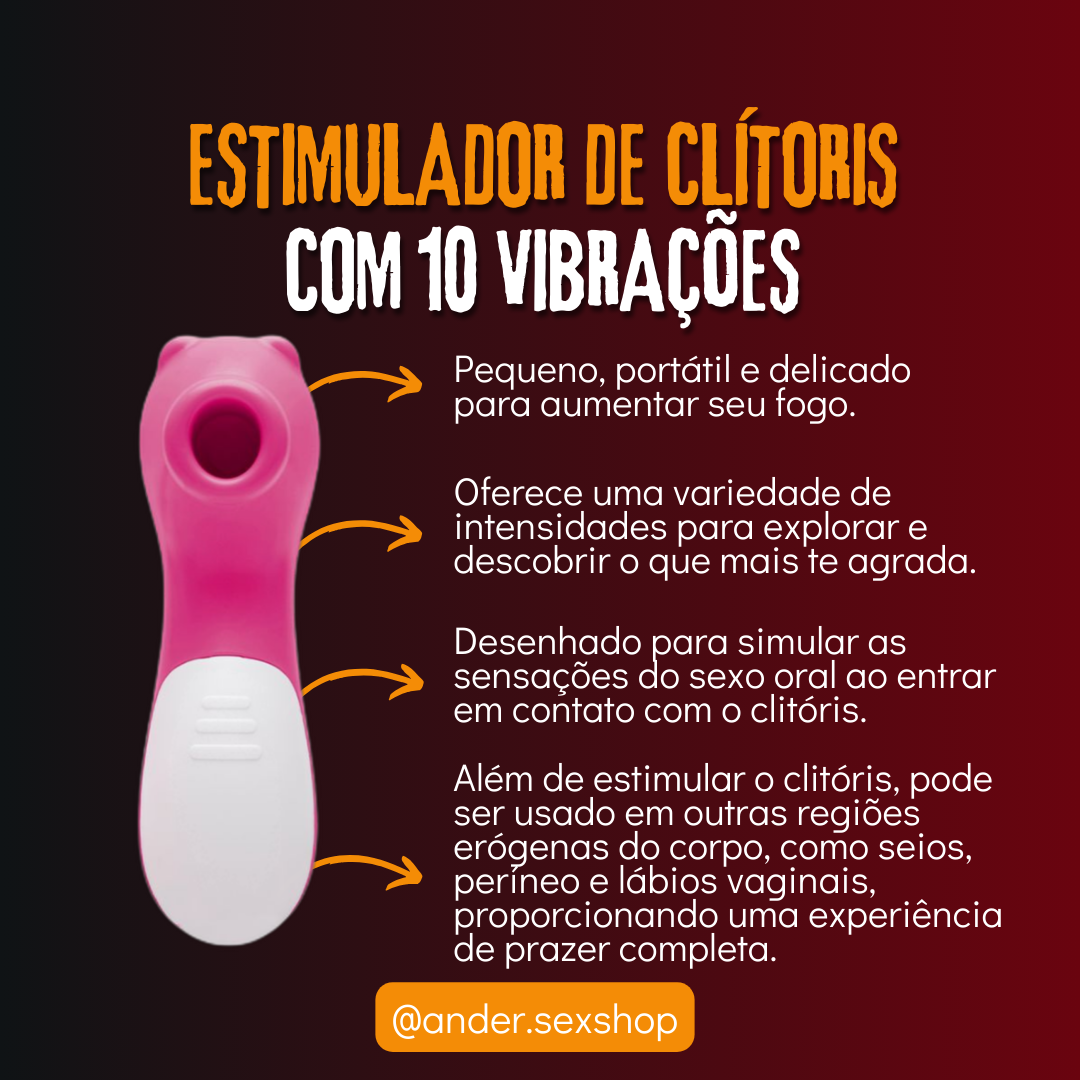 ESTIMULADOR DE CLÍTORIS
COM 10 VIBRAÇÕES
Pequeno, portátil e delicado
para aumentar seu fogo.
Oferece uma variedade de
intensidades para explorar e
descobrir o que mais te agrada.
Desenhado para simular as
sensações do sexo oral ao entrar
em contato com o clitóris.
Além de estimular o clitóris, pode
ser usado em outras regiões
erógenas do corpo, como seios,
períneo e lábios vaginais,
proporcionando uma experiência
de prazer completa.
@ander.sexshop